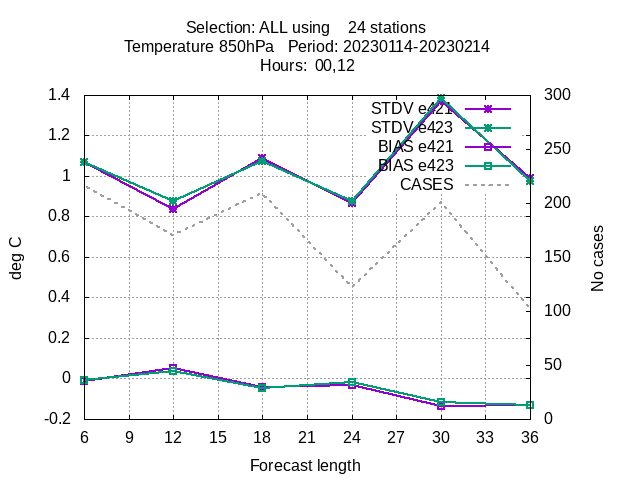 Selection: ALL using    24 stations
Temperature 850hPa   Period: 20230114-20230214
Hours:  00,12
1.4
1.2
1
0.8
0.6
0.4
0.2
0
-0.2
deg C
STDV e421
STDV e423
BIAS e421
BIAS e423
CASES
300
250
200
150
100
50
0
No cases
6 9 12 15 18 21 24 27 30 33 36
Forecast length